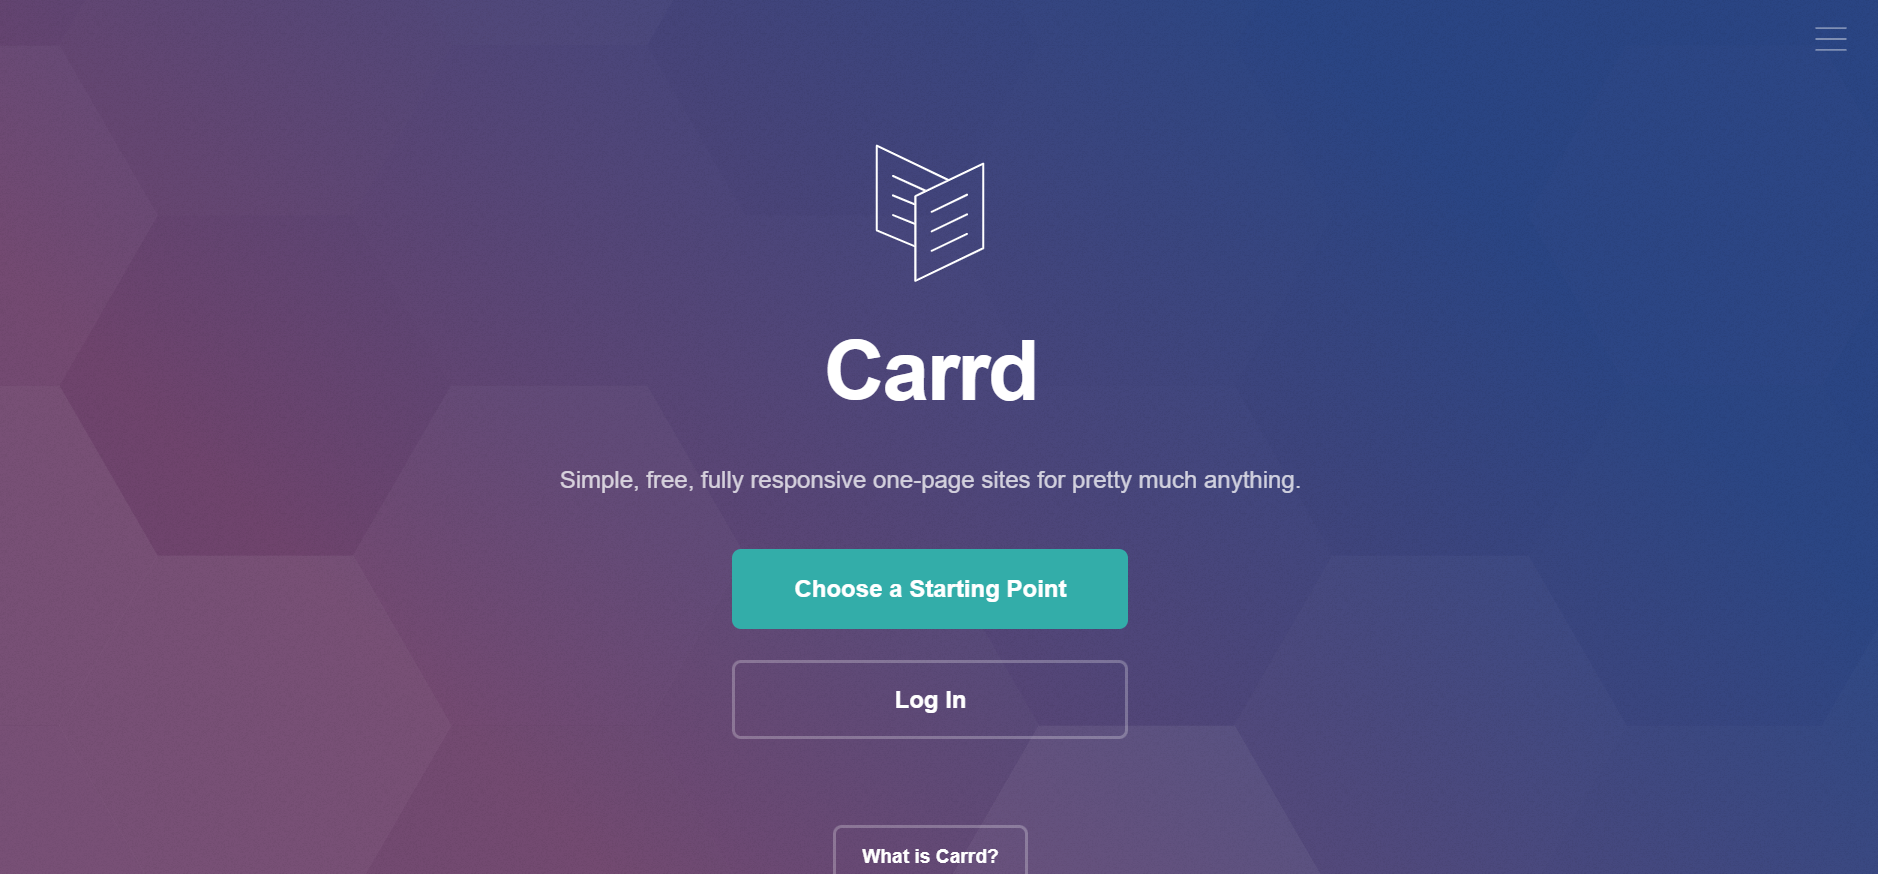 Carrd
Simple, free, fully responsive one-page sites for pretty much anything.
Choose a Starting Point
Log In
What is Carrd?